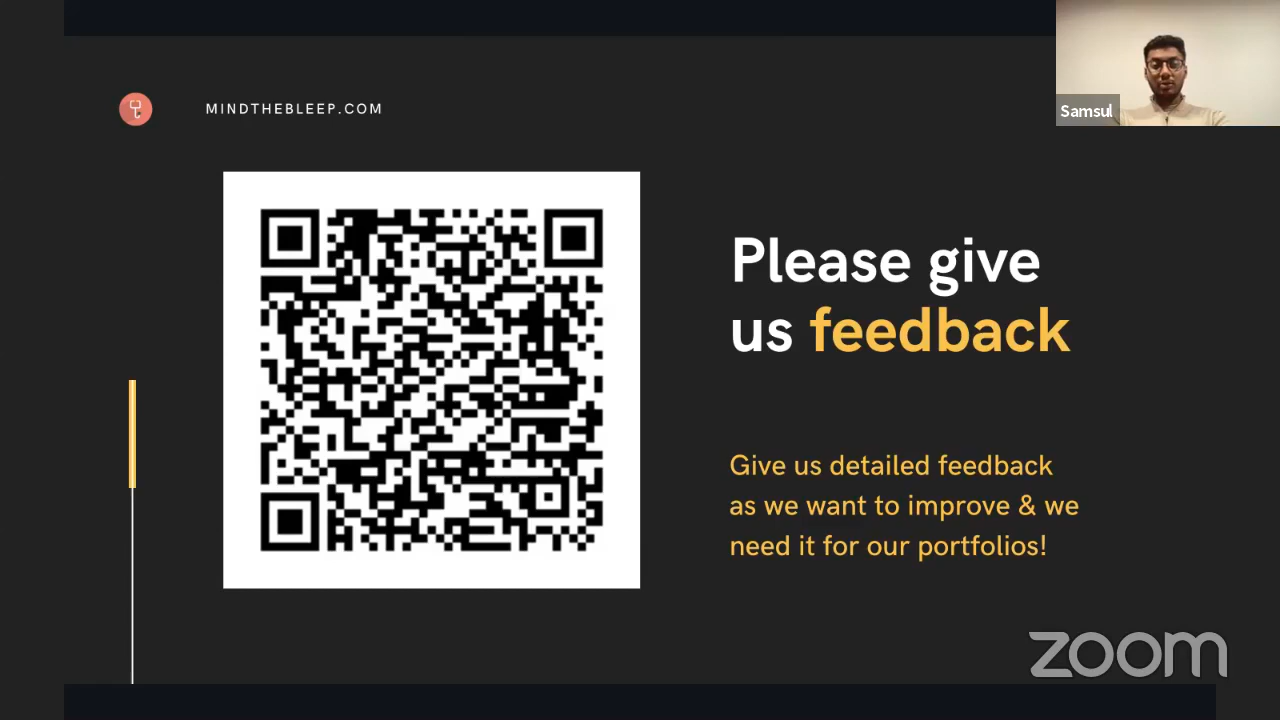 MINDTHEBLEEP.COM
Samsul
Please give
us feedback
Give us detailed feedback
as we want to improve & we
need it for our portfolios!
zoom